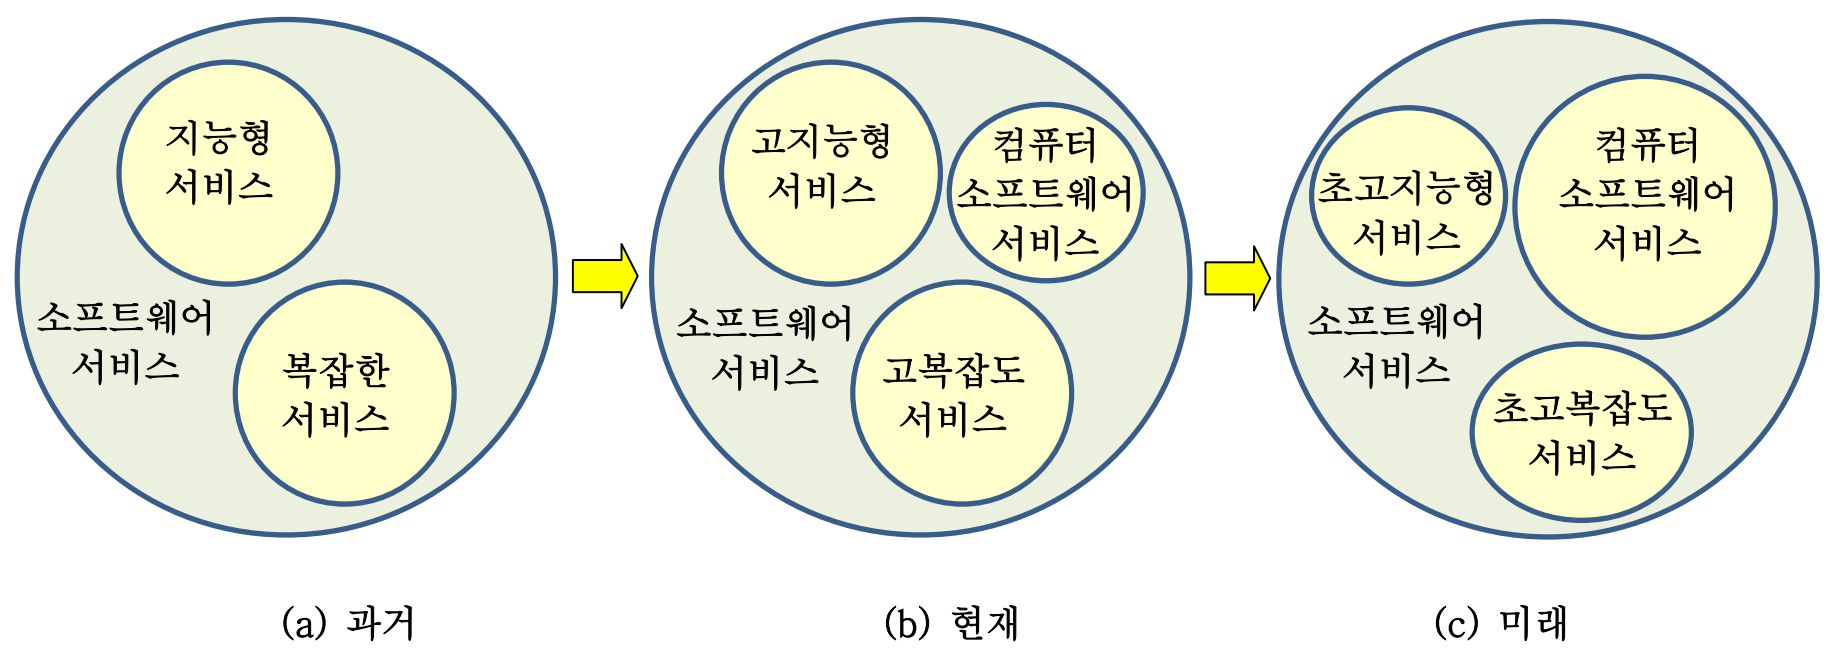 지능형
서비스
소프트웨어
서비스
복잡한
서비스
(a) 과거
고지능형
서비스
컴퓨터
소프트웨어
서비스
소프트웨어
서비스
고복잡도
서비스
(b) 현재
초고지능형
서비스
컴퓨터
소프트웨어
서비스
소프트웨어
서비스
초고복잡도
서비스
(c) 미래